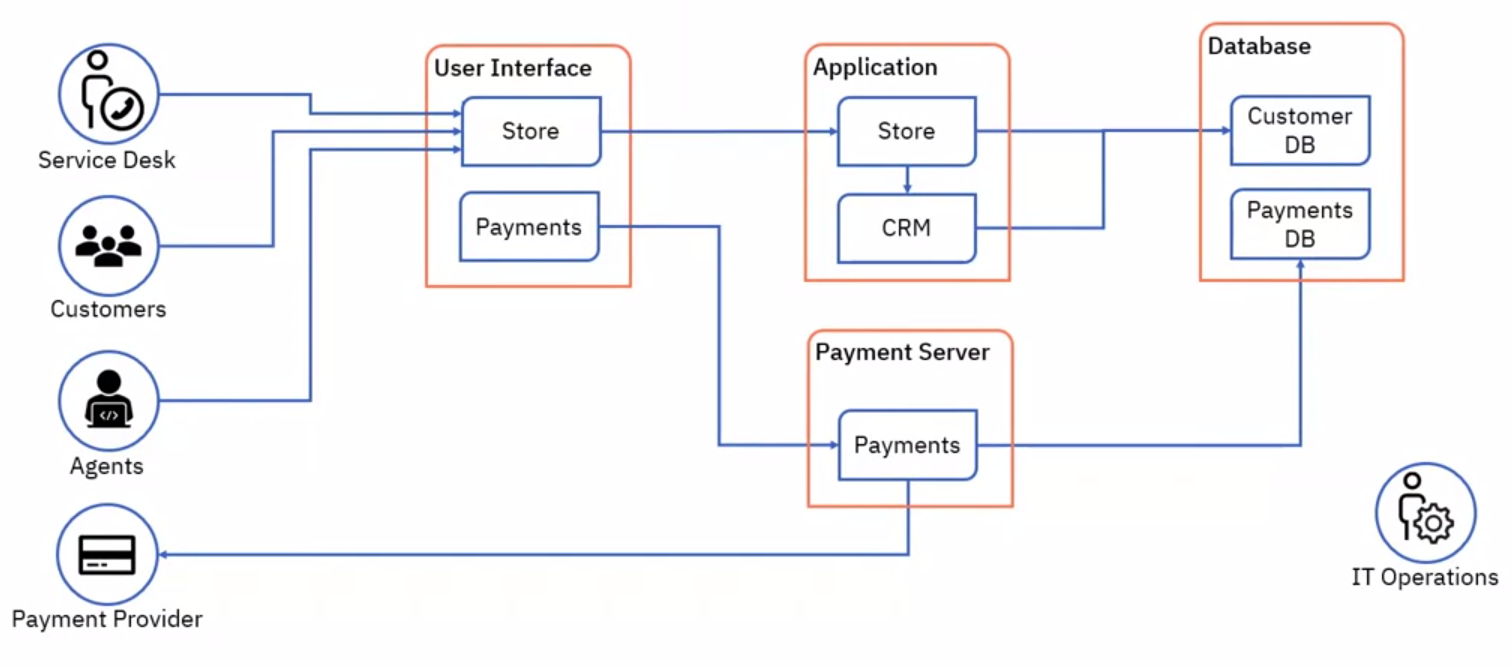 Service Desk
Customers
Agents
Payment Provider
User Interface
Store
Payments
Application
Store
CRM
Payment Server
Payments
Database
Customer
DB
Payments
DB
IT Operations